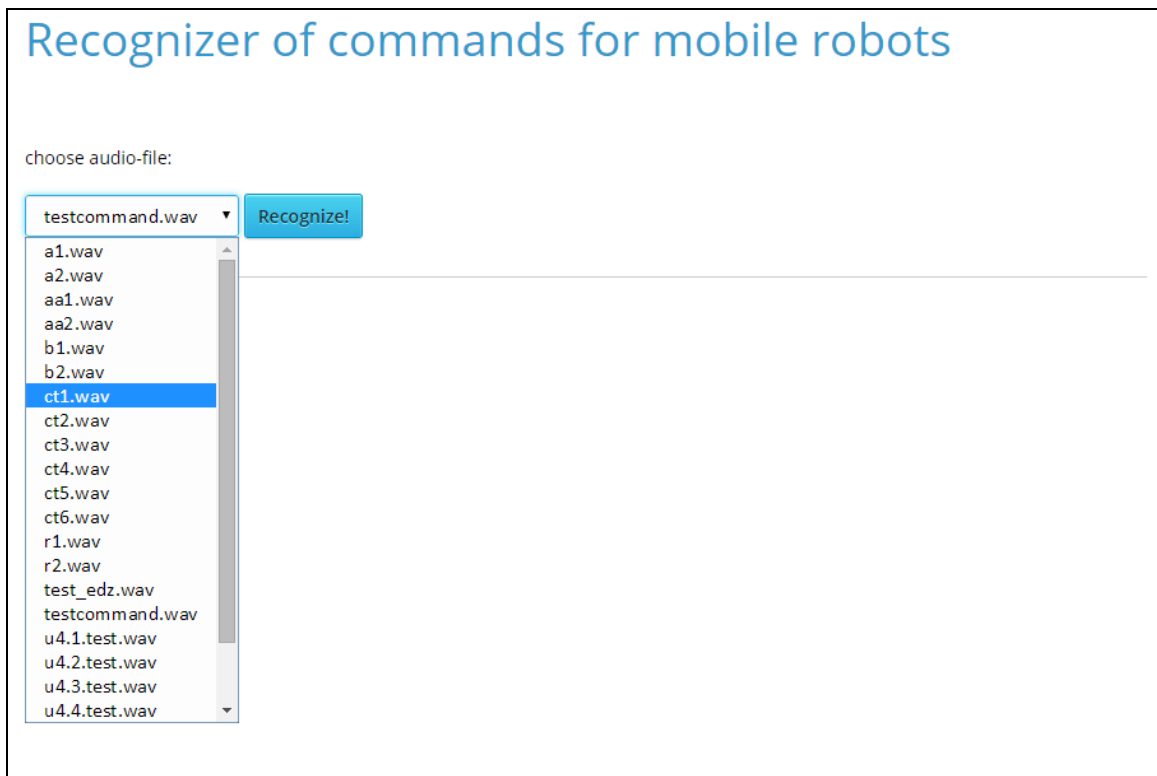 Recognizer of commands for mobile robots
choose audio-file:
testcommand.wav Recognize!
a1.wav
a2.wav
aa1.wav
aa2.wav
b1.wav
b2.wav
ct1.wav
ct2.wav
ct3.wav
ct4.wav
ct5.wav
ct6.wav
r1.wav
r2.wav
test_edz.wav
testcommand.wav
u4.1.test.wav
u4.2.test.wav
u4.3.test.wav
u4.4.test.wav